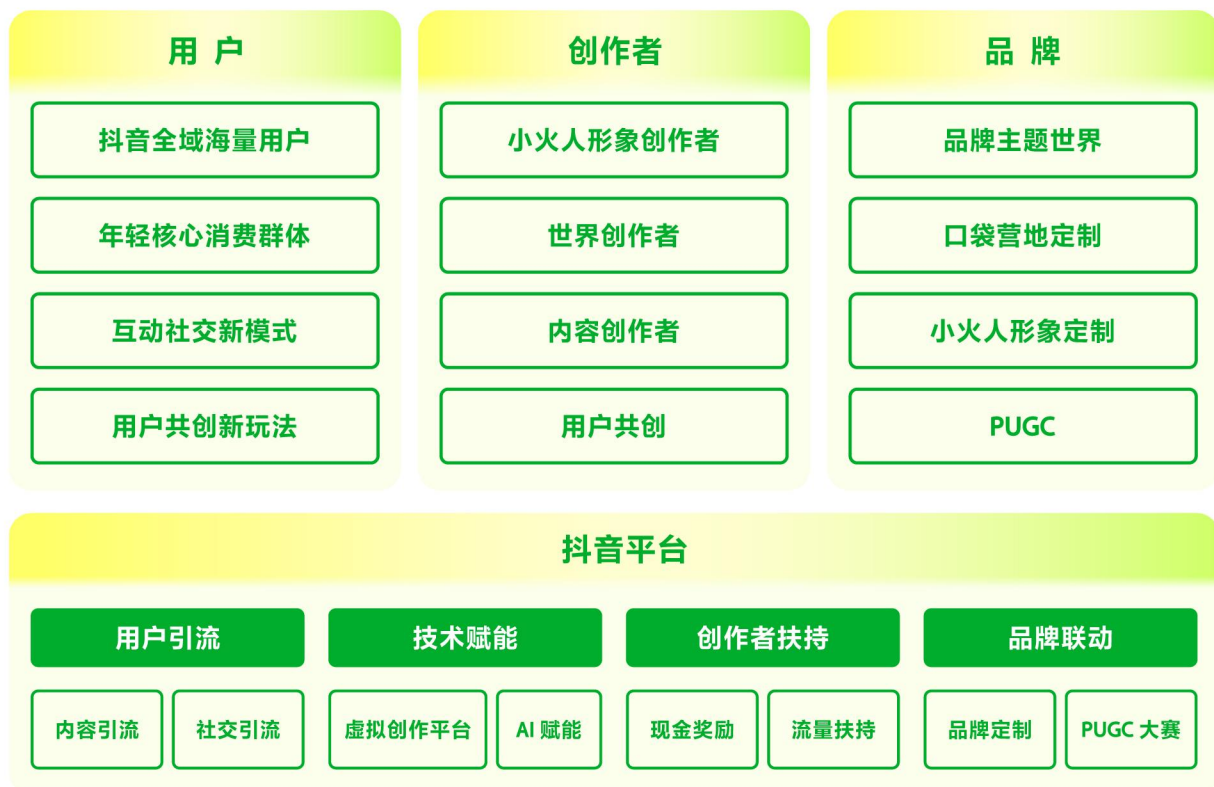 用户
抖音全域海量用户
年轻核心消费群体
互动社交新模式
用户共创新玩法
创作者
小火人形象创作者
世界创作者
内容创作者
用户共创
品牌
品牌主题世界
口袋营地定制
小火人形象定制
PUGC
抖音平台
用户引流
内容引流
社交引流
技术赋能
虚拟创作平台
AI 赋能
创作者扶持
现金奖励
流量扶持
品牌联动
品牌定制
PUGC 大赛